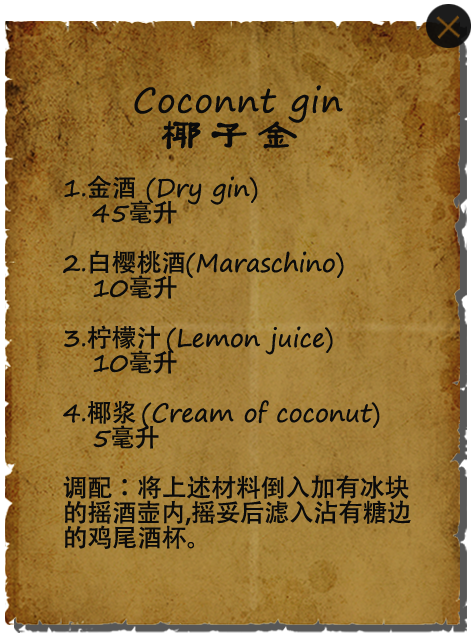 Coconnt gin
椰子金
1.金酒 (Dry gin)
45毫升
2.白樱桃酒(Maraschino)
10毫升
3.柠檬汁(Lemon juice)
10毫升
4.椰浆(Cream of coconut)
5毫升
调配：将上述材料倒入加有冰块
的摇酒壶内,摇妥后滤入沾有糖边
的鸡尾酒杯。